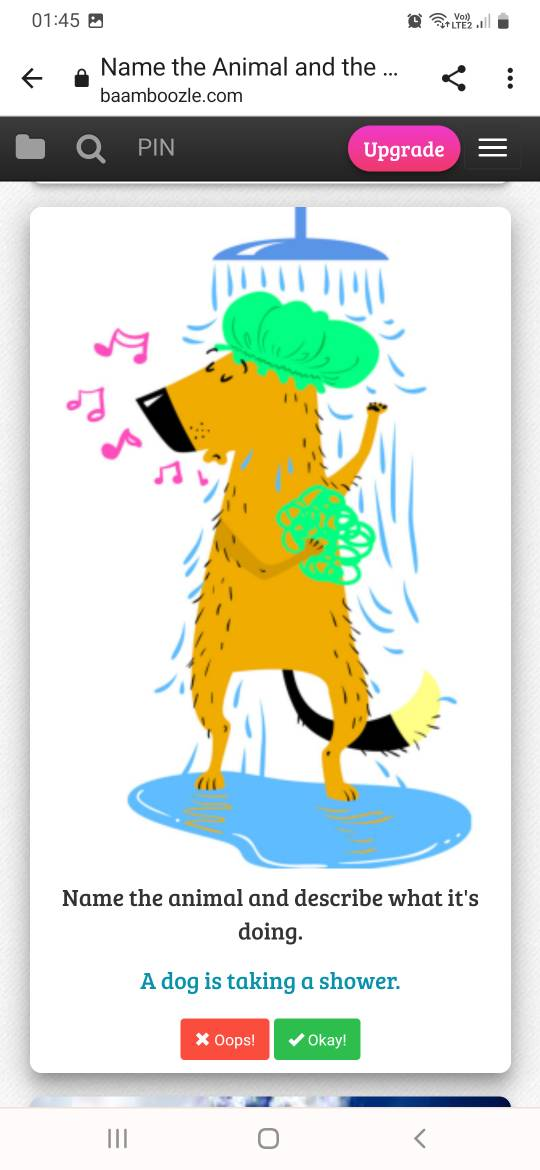 01:45
Vo))
LTE2
Name the Animal and the ...
baamboozle.com
PIN
Upgrade
Name the animal and describe what it's
doing.
A dog is taking a shower.
Oops!
Okay!